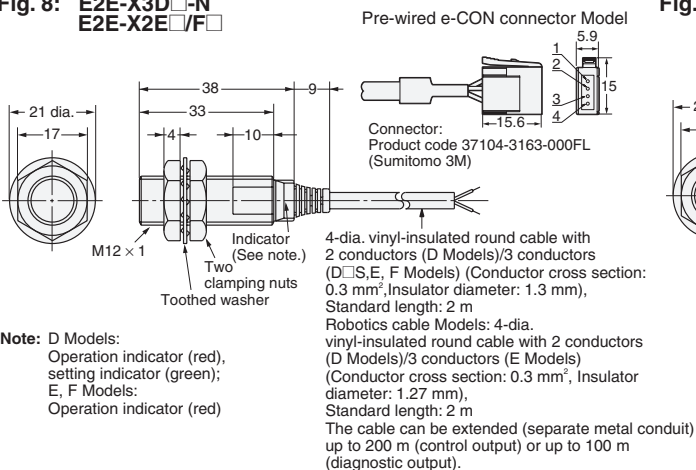 Fig. 8: E2E-X3D□-N
E2E-X2E□/F□
Pre-wired e-CON connector Model
Fig.
5.9
1
2
3
4
15
15.6
Connector:
Product code 37104-3163-000FL
(Sumitomo 3M)
38
9
33
4
10
21 dia.
17
2
M12 × 1
Indicator
(See note.)
Two
clamping nuts
Toothed washer
4-dia. vinyl-insulated round cable with
2 conductors (D Models)/3 conductors
(D□S,E, F Models) (Conductor cross section:
0.3 mm²,Insulator diameter: 1.3 mm),
Standard length: 2 m
Robotics cable Models: 4-dia.
vinyl-insulated round cable with 2 conductors
(D Models)/3 conductors (E Models)
(Conductor cross section: 0.3 mm², Insulator
diameter: 1.27 mm),
Standard length: 2 m
The cable can be extended (separate metal conduit)
up to 200 m (control output) or up to 100 m
(diagnostic output).
Note: D Models:
Operation indicator (red),
setting indicator (green);
E, F Models:
Operation indicator (red)